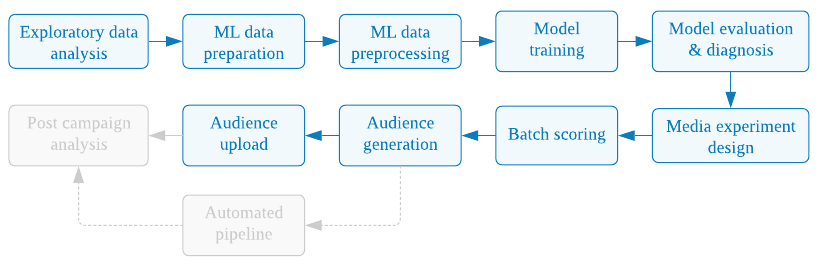 Exploratory data
analysis
ML data
preparation
ML data
preprocessing
Model
training
Model evaluation
& diagnosis
Post campaign
analysis
Audience
upload
Audience
generation
Batch scoring
Media experiment
design
Automated
pipeline